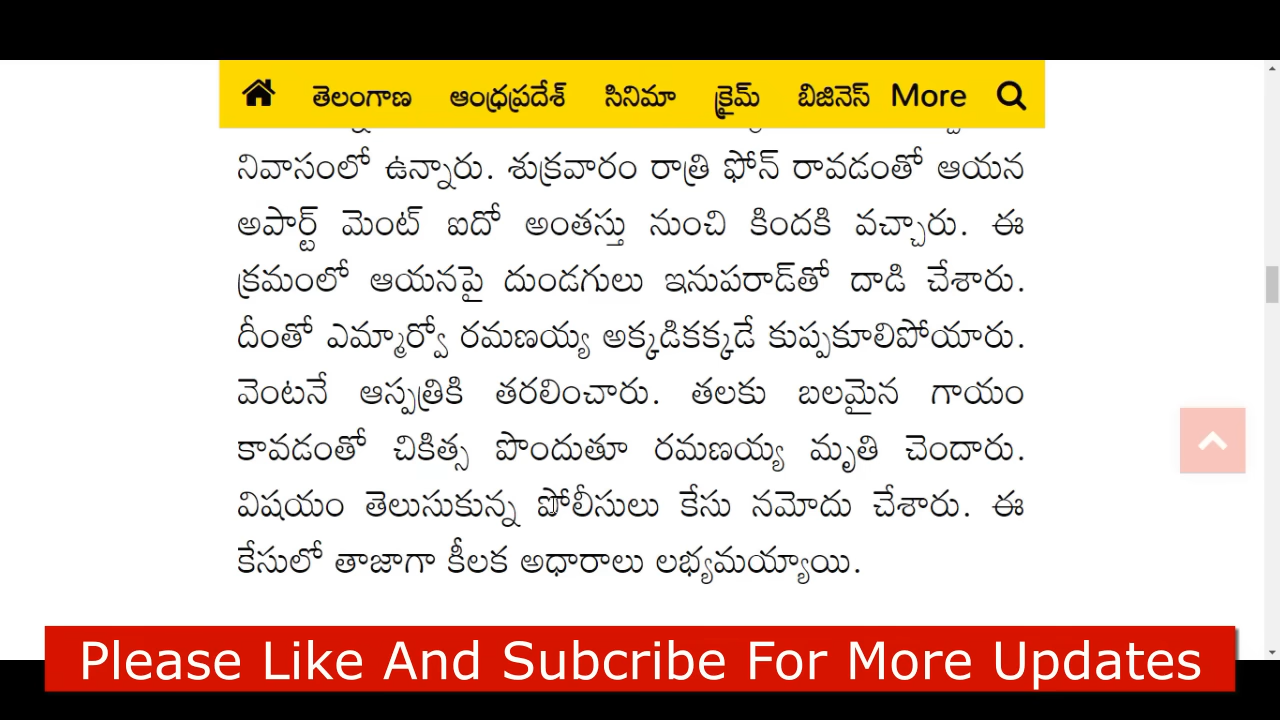 తెలంగాణ ఆంధ్రప్రదేశ్ సినిమా క్రైమ్ బిజినెస్ More
నివాసంలో ఉన్నారు. శుక్రవారం రాత్రి ఫోన్ రావడంతో ఆయన
అపార్ట్ మెంట్ ఐదో అంతస్తు నుంచి కిందకి వచ్చారు. ఈ
క్రమంలో ఆయనపై దుండగులు ఇనుపరాడ్‌తో దాడి చేశారు.
దీంతో ఎమ్మార్వో రమణయ్య అక్కడికక్కడే కుప్పకూలిపోయారు.
వెంటనే ఆస్పత్రికి తరలించారు. తలకు బలమైన గాయం
కావడంతో చికిత్స పొందుతూ రమణయ్య మృతి చెందారు.
విషయం తెలుసుకున్న పోలీసులు కేసు నమోదు చేశారు. ఈ
కేసులో తాజాగా కీలక అధారాలు లభ్యమయ్యాయి.
Please Like And Subcribe For More Updates